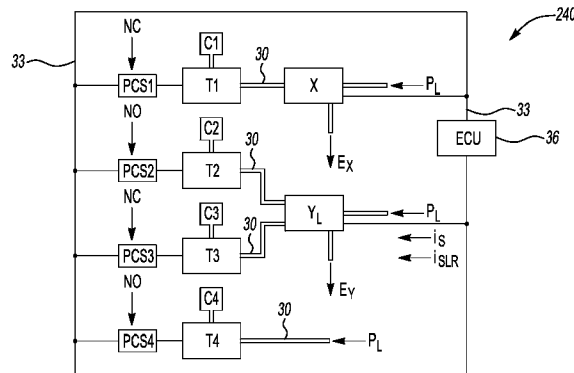 240
NC
C1
33
PCS1
T1
30
X
P_L
33
NO
C2
E_X
ECU
36
PCS2
T2
30
NC
C3
Y_L
P_L
PCS3
T3
30
i_S
i_SLR
NO
C4
E_Y
30
PCS4
T4
P_L